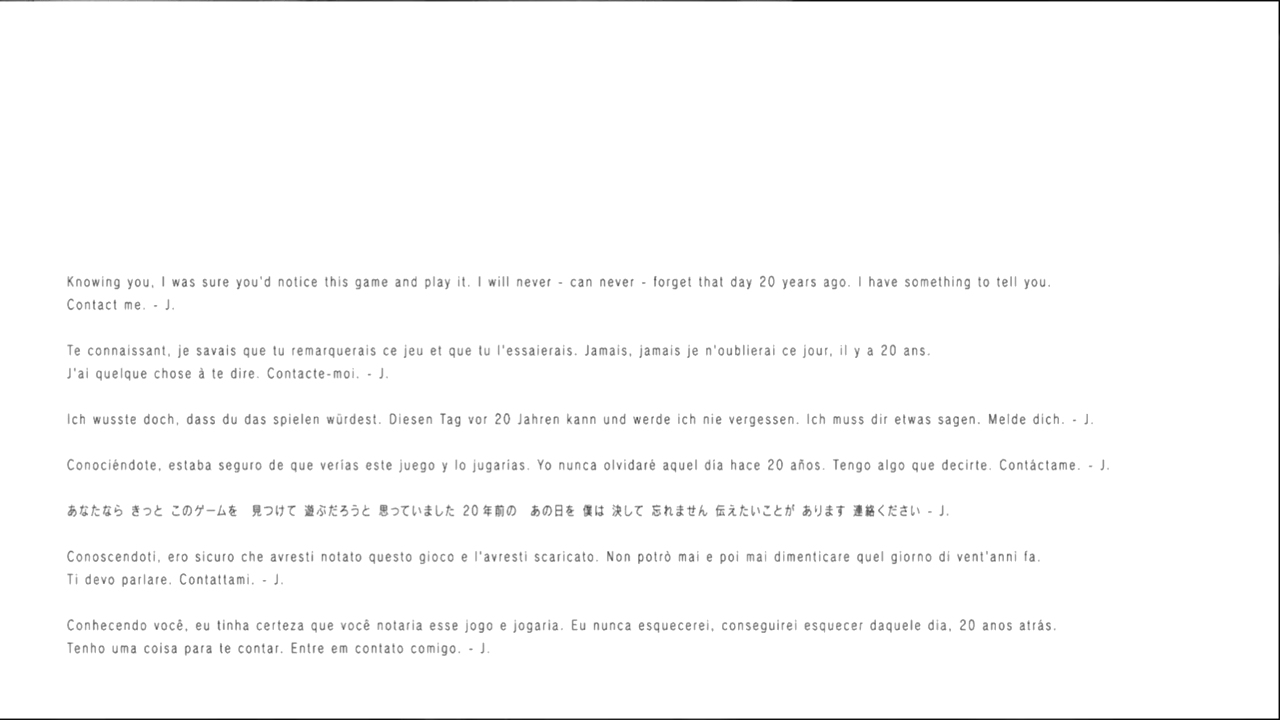 Knowing you, I was sure you'd notice this game and play it. I will never - can never - forget that day 20 years ago. I have something to tell you.
Contact me. - J.
Te connaissant, je savais que tu remarquerais ce jeu et que tu l'essaierais. Jamais, jamais je n'oublierai ce jour, il y a 20 ans.
J'ai quelque chose à te dire. Contacte-moi. - J.
Ich wusste doch, dass du das spielen würdest. Diesen Tag vor 20 Jahren kann und werde ich nie vergessen. Ich muss dir etwas sagen. Melde dich. - J.
Conociéndote, estaba seguro de que verías este juego y lo jugarías. Yo nunca olvidaré aquel día hace 20 años. Tengo algo que decirte. Contáctame. - J.
あなたなら きっと このゲームを　見つけて 遊ぶだろうと 思っていました 20年前の　あの日を 僕は 決して 忘れません 伝えたいことが あります 連絡ください - J.
Conoscendoti, ero sicuro che avresti notato questo gioco e l'avresti scaricato. Non potrò mai e poi mai dimenticare quel giorno di vent'anni fa.
Ti devo parlare. Contattami. - J.
Conhecendo você, eu tinha certeza que você notaria esse jogo e jogaria. Eu nunca esquecerei, conseguirei esquecer daquele dia, 20 anos atrás.
Tenho uma coisa para te contar. Entre em contato comigo. - J.